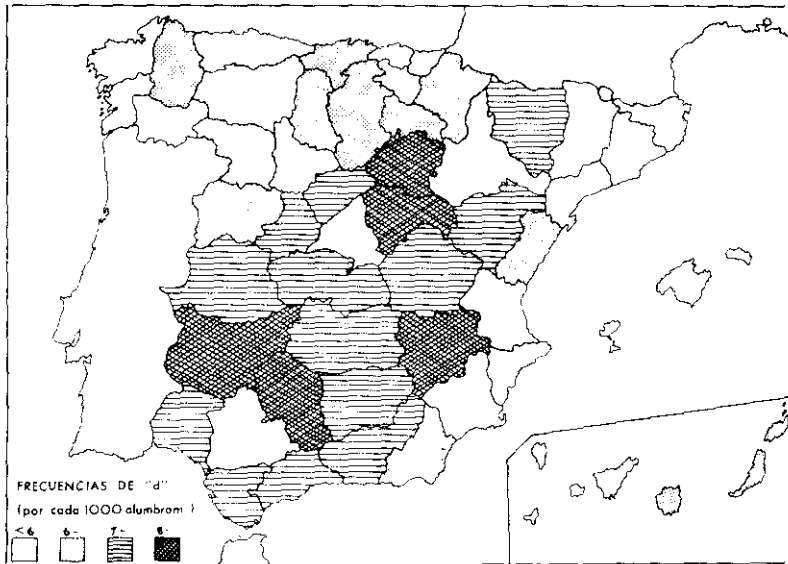 FRECUENCIAS DE "d"
(por cada 1000 alumbram.)
<6 6- 7- 8-